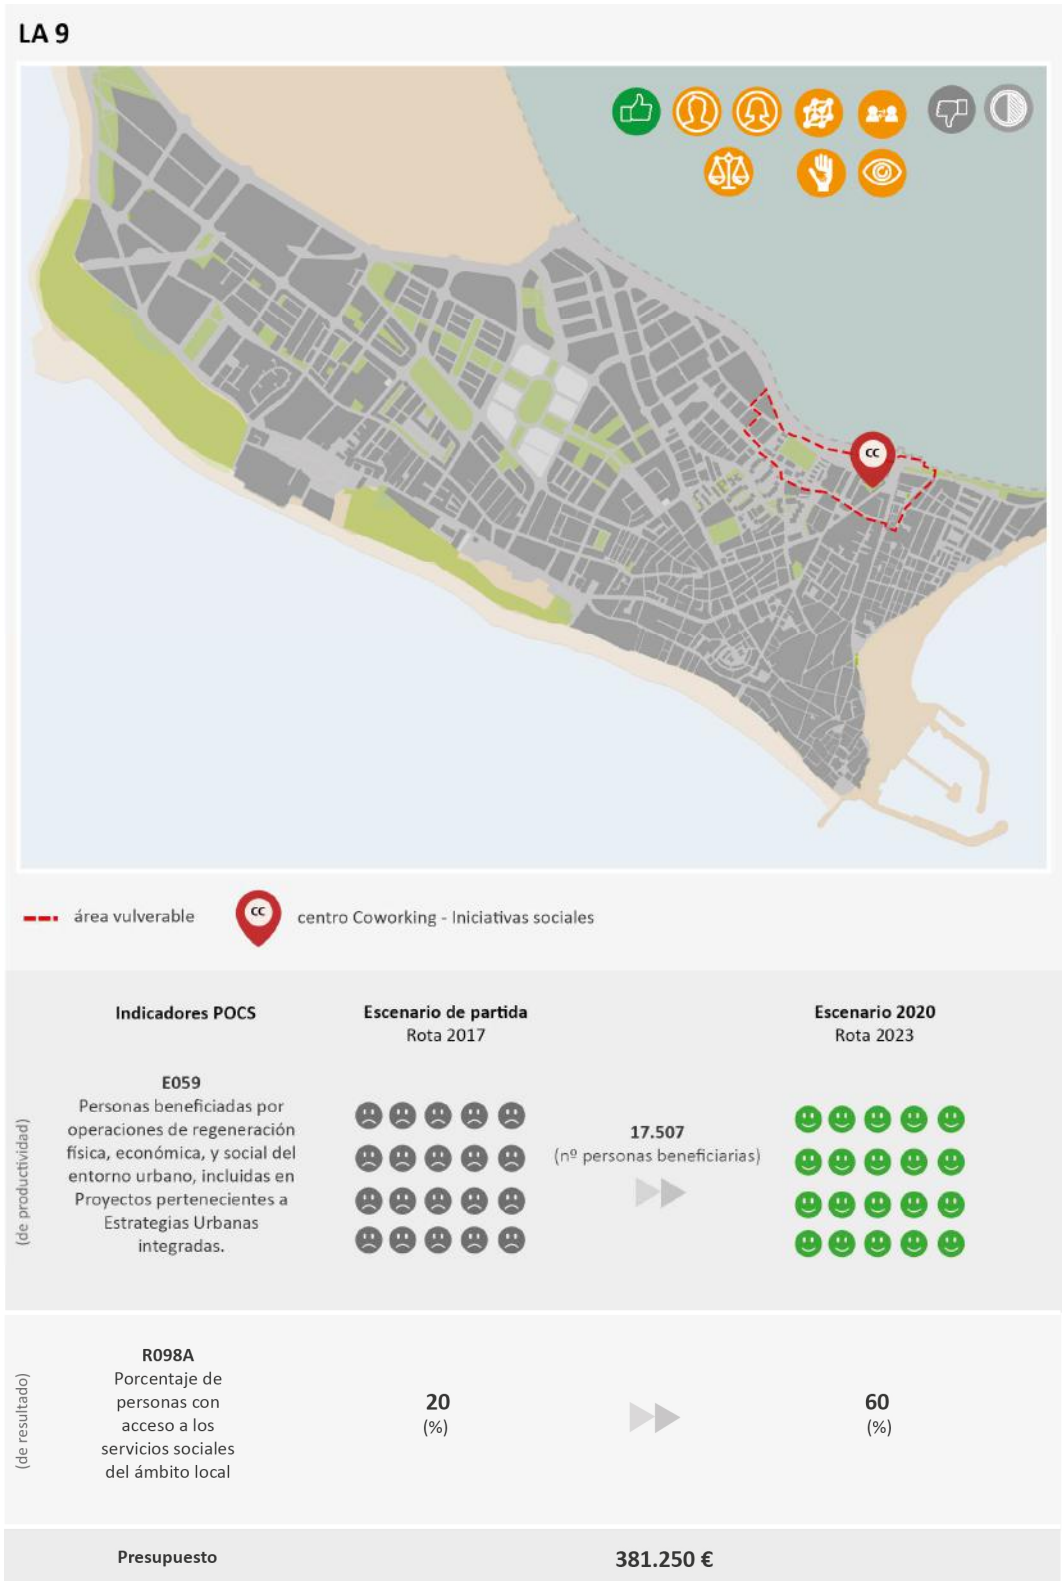 LA 9
CC
área vulverable
CC
centro Coworking - Iniciativas sociales
Indicadores POCS
Escenario de partida
Rota 2017
Escenario 2020
Rota 2023
(de productividad)
E059
Personas beneficiadas por
operaciones de regeneración
física, económica, y social del
entorno urbano, incluidas en
Proyectos pertenecientes a
Estrategias Urbanas
integradas.
17.507
(nº personas beneficiarias)
(de resultado)
R098A
Porcentaje de
personas con
acceso a los
servicios sociales
del ámbito local
20
(%)
60
(%)
Presupuesto
381.250 €